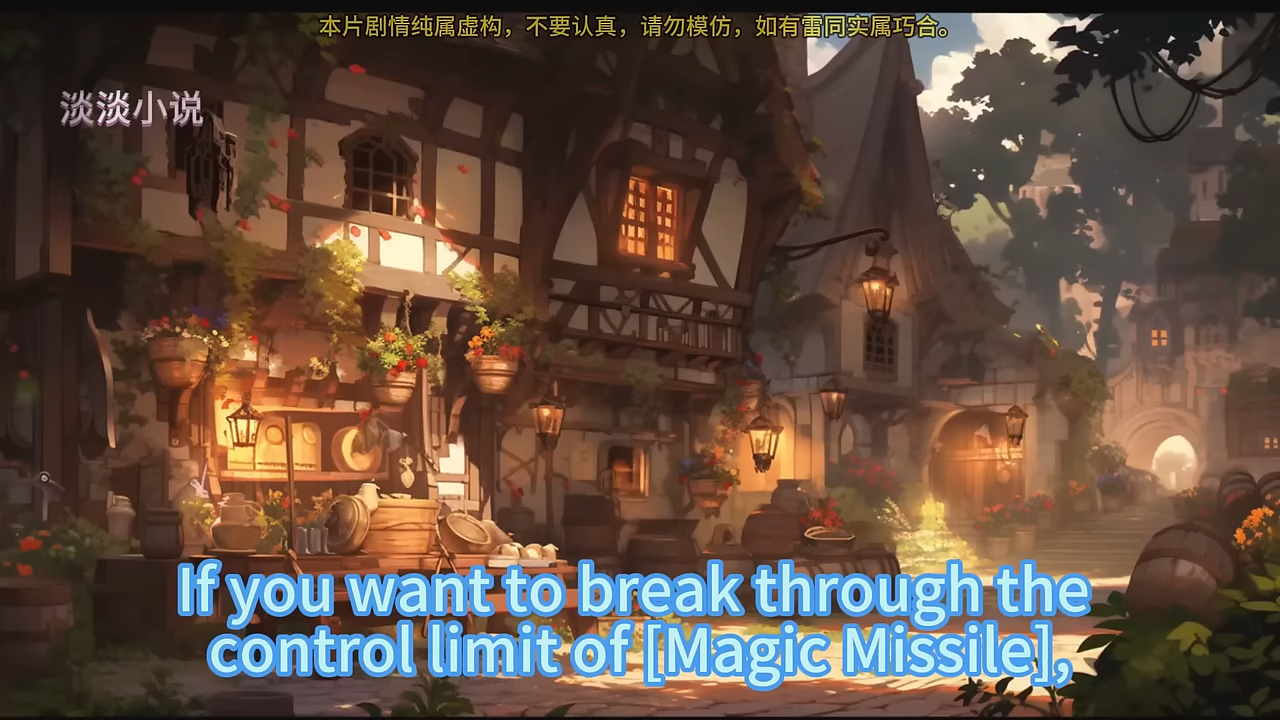 本片剧情纯属虚构，不要认真，请勿模仿，如有雷同实属巧合。
淡淡小说
If you want to break through the
control limit of [Magic Missile],